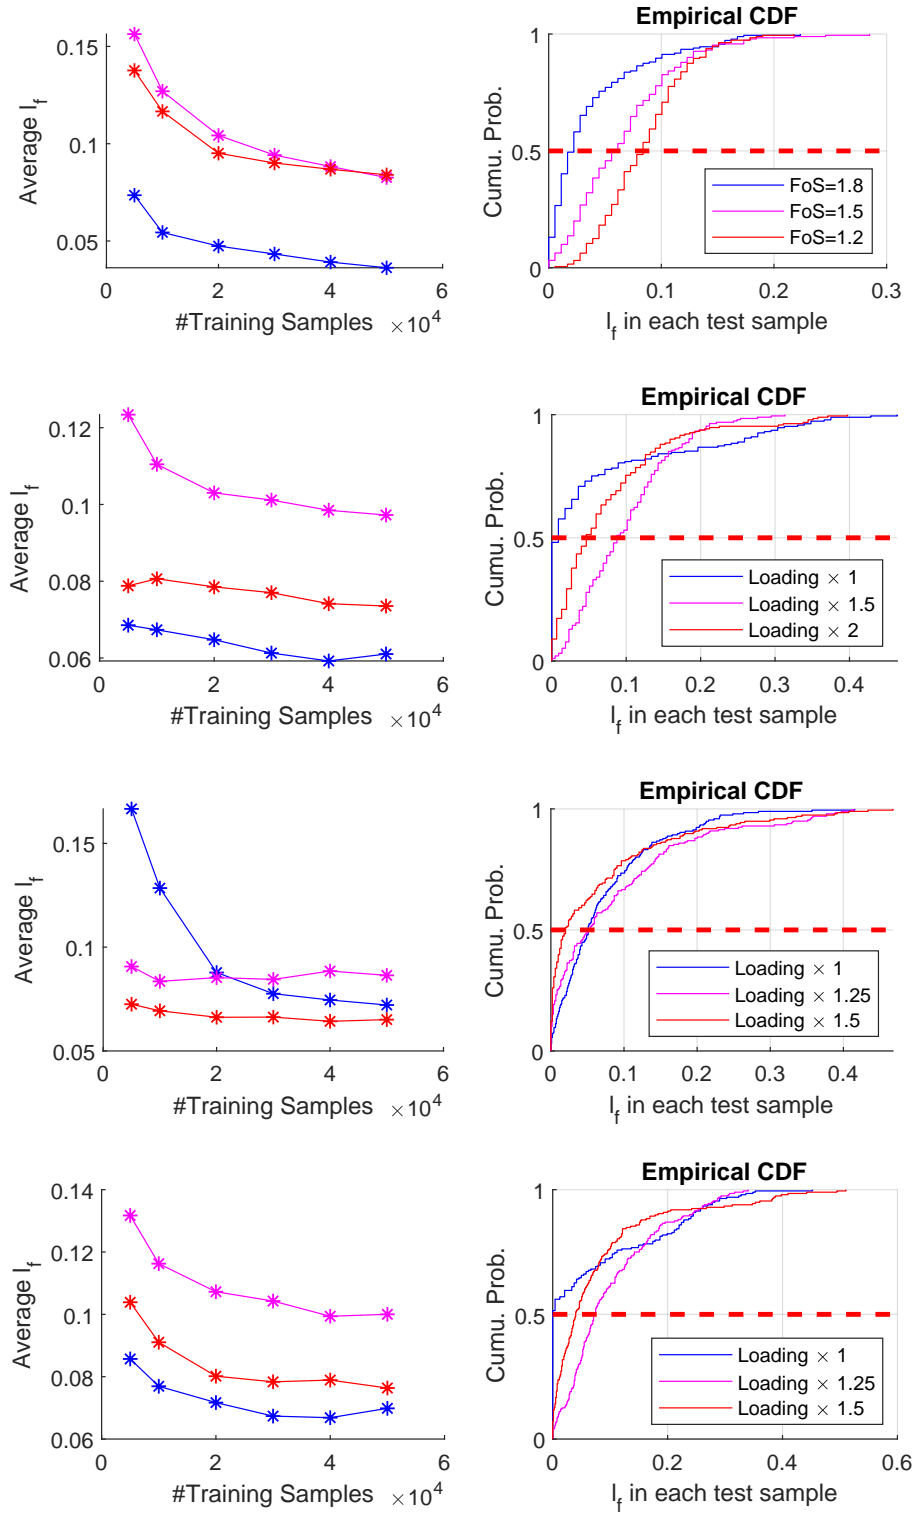 Empirical CDF
0.15
0.1
0.05
Average I_f
0 2 4 6
#Training Samples ×10^4
1
0.5
0
Cumu. Prob.
FoS=1.8
FoS=1.5
FoS=1.2
0 0.1 0.2 0.3
I_f in each test sample
Empirical CDF
0.12
0.1
0.08
0.06
Average I_f
0 2 4 6
#Training Samples ×10^4
1
0.5
0
Cumu. Prob.
Loading × 1
Loading × 1.5
Loading × 2
0 0.1 0.2 0.3 0.4
I_f in each test sample
Empirical CDF
0.15
0.1
0.05
Average I_f
0 2 4 6
#Training Samples ×10^4
1
0.5
0
Cumu. Prob.
Loading × 1
Loading × 1.25
Loading × 1.5
0 0.1 0.2 0.3 0.4
I_f in each test sample
Empirical CDF
0.14
0.12
0.1
0.08
0.06
Average I_f
0 2 4 6
#Training Samples ×10^4
1
0.5
0
Cumu. Prob.
Loading × 1
Loading × 1.25
Loading × 1.5
0 0.2 0.4 0.6
I_f in each test sample